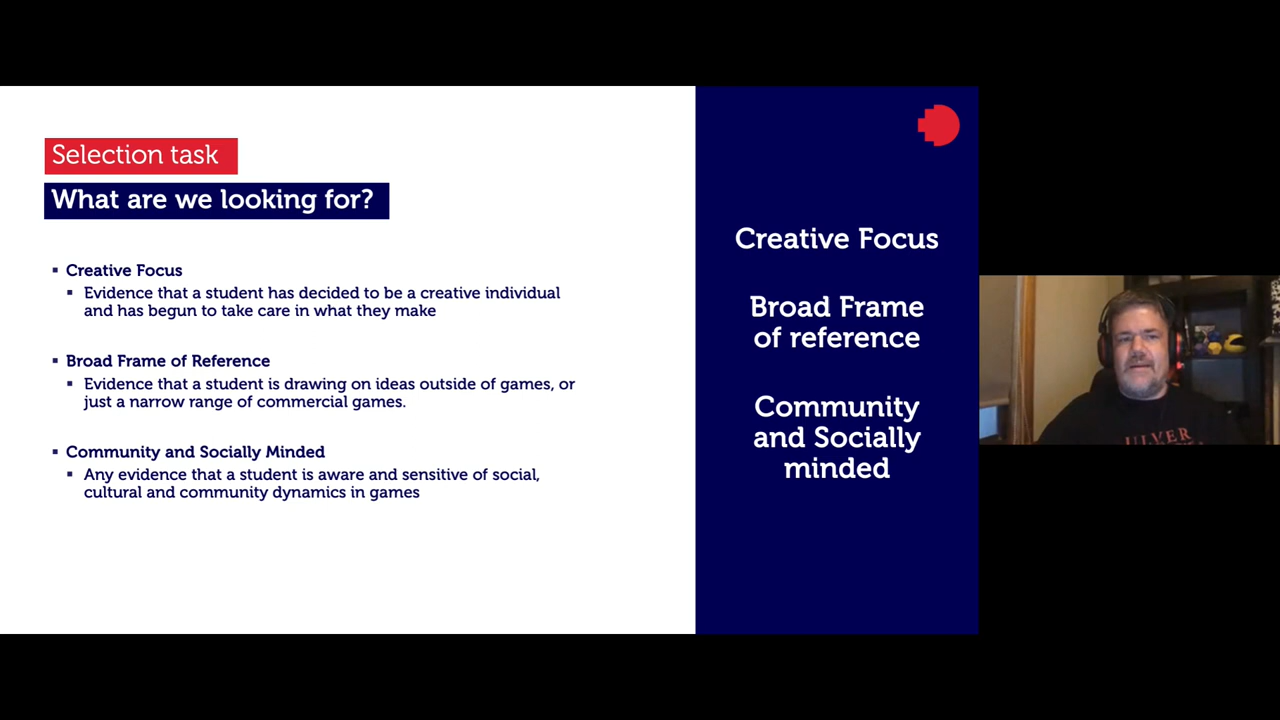 Selection task
What are we looking for?
▪ Creative Focus
▪ Evidence that a student has decided to be a creative individual
and has begun to take care in what they make
▪ Broad Frame of Reference
▪ Evidence that a student is drawing on ideas outside of games, or
just a narrow range of commercial games.
▪ Community and Socially Minded
▪ Any evidence that a student is aware and sensitive of social,
cultural and community dynamics in games
Creative Focus
Broad Frame
of reference
Community
and Socially
minded
ULVER